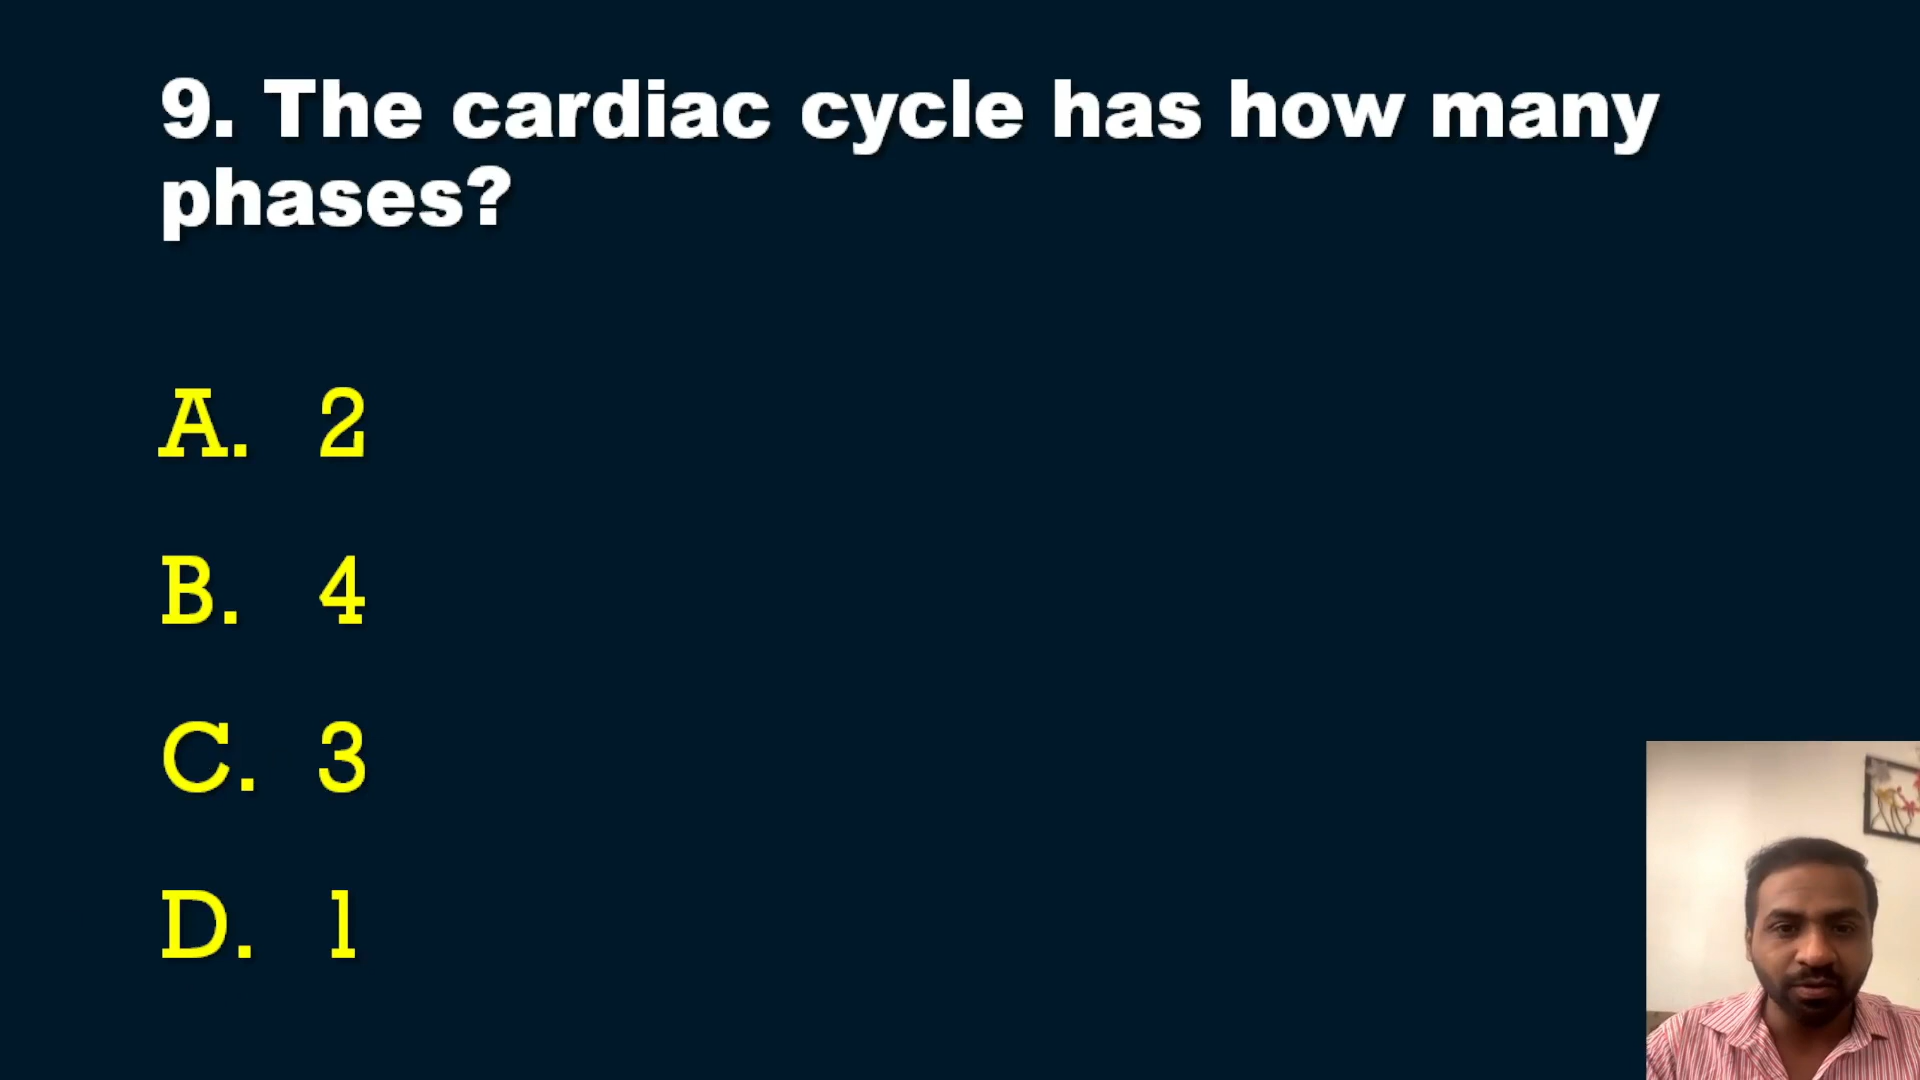 9. The cardiac cycle has how many
phases?
A. 2
B. 4
C. 3
D. 1